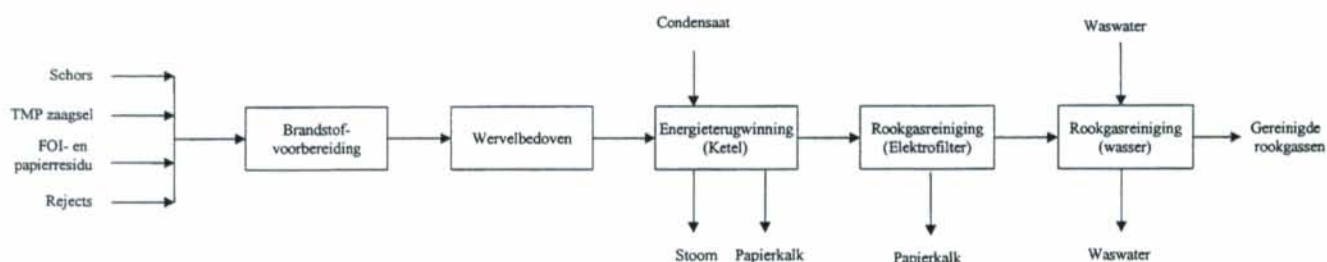 Condensaat
Waswater
Schors
TMP zaagsel
FOI- en
papierresidu
Rejects
Brandstof-
voorbereiding
Wervelbedoven
Energieterugwinning
(Ketel)
Rookgasreiniging
(Elektrofilter)
Rookgasreiniging
(wasser)
Gereinigde
rookgassen
Stoom
Papierkalk
Papierkalk
Waswater